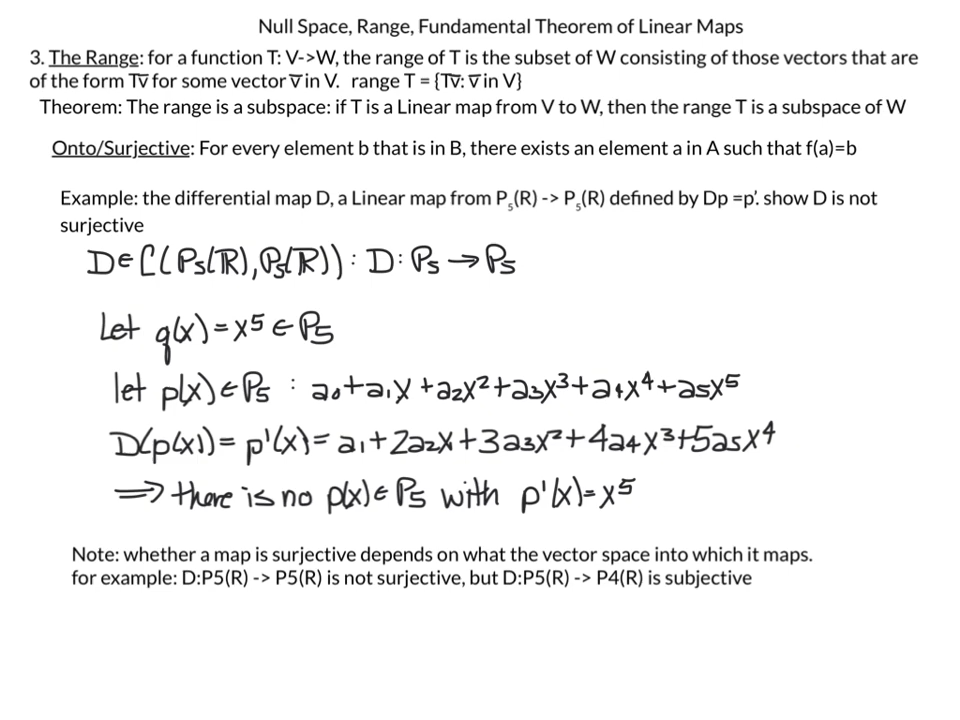 Null Space, Range, Fundamental Theorem of Linear Maps
3. The Range: for a function T: V->W, the range of T is the subset of W consisting of those vectors that are
of the form Tv̅ for some vector v̅ in V. range T = {Tv̅: v̅ in V}
Theorem: The range is a subspace: if T is a Linear map from V to W, then the range T is a subspace of W
Onto/Surjective: For every element b that is in B, there exists an element a in A such that f(a)=b
Example: the differential map D, a Linear map from P₅(R) -> P₅(R) defined by Dp =p'. show D is not
surjective
D∈ℒ(P₅(ℝ),P₅(ℝ)) : D: P₅ → P₅
Let q(x)=x⁵ ∈ P₅
let p(x) ∈ P₅ : a₀+a₁x+a₂x²+a₃x³+a₄x⁴+a₅x⁵
D(p(x))= p'(x)= a₁+2a₂x+3a₃x²+4a₄x³+5a₅x⁴
⟹ there is no p(x)∈ P₅ with p'(x)=x⁵
Note: whether a map is surjective depends on what the vector space into which it maps.
for example: D:P5(R) -> P5(R) is not surjective, but D:P5(R) -> P4(R) is subjective